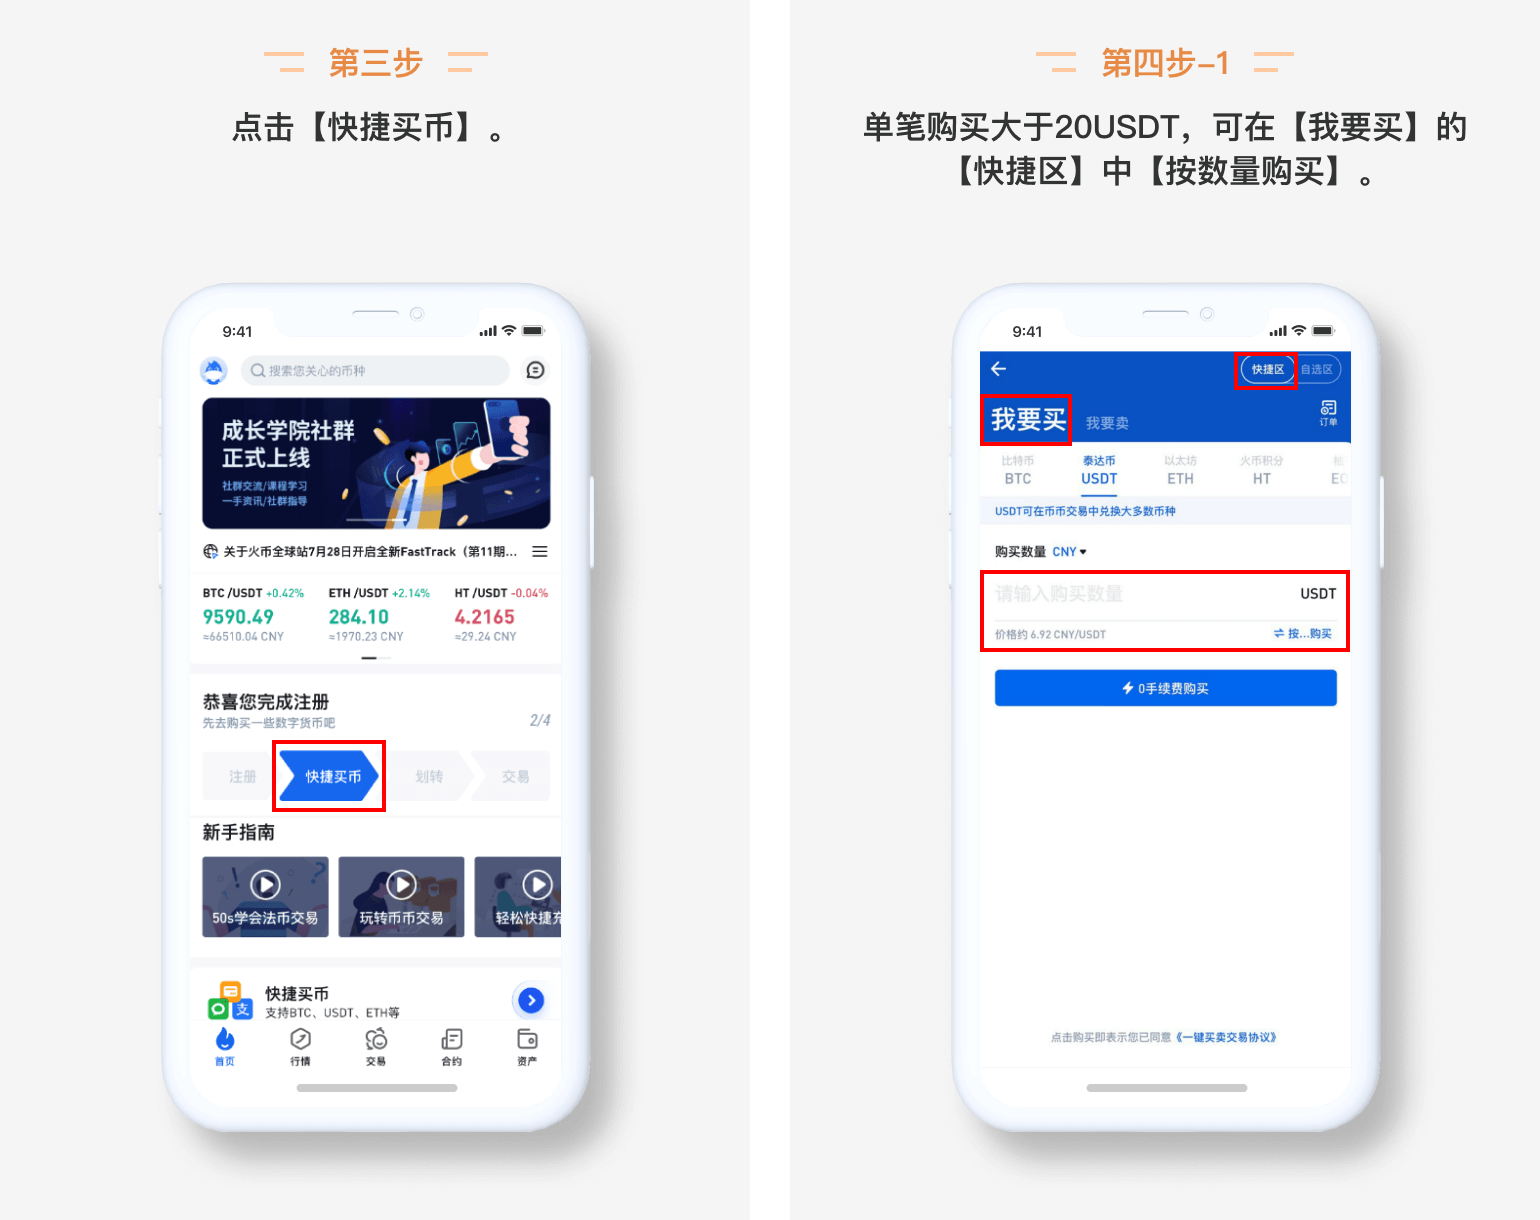 第三步
点击【快捷买币】。
9:41
搜索您关心的币种
成长学院社群
正式上线
社群交流/课程学习
一手资讯/社群指导
关于火币全球站7月28日开启全新FastTrack（第11期...
BTC /USDT +0.42%
ETH /USDT +2.14%
HT /USDT -0.04%
9590.49
284.10
4.2165
≈66510.04 CNY
≈1970.23 CNY
≈29.24 CNY
恭喜您完成注册
先去购买一些数字货币吧
2/4
注册
快捷买币
划转
交易
新手指南
50s学会法币交易
玩转币币交易
轻松快捷充
支
快捷买币
支持BTC、USDT、ETH等
首页
行情
交易
合约
资产
第四步-1
单笔购买大于20USDT，可在【我要买】的
【快捷区】中【按数量购买】。
9:41
快捷区
自选区
我要买
我要卖
订单
比特币
泰达币
以太坊
火币积分
柚
BTC
USDT
ETH
HT
EO
USDT可在币币交易中兑换大多数币种
购买数量 CNY
请输入购买数量
USDT
价格约 6.92 CNY/USDT
按...购买
0手续费购买
点击购买即表示您已同意《一键买卖交易协议》